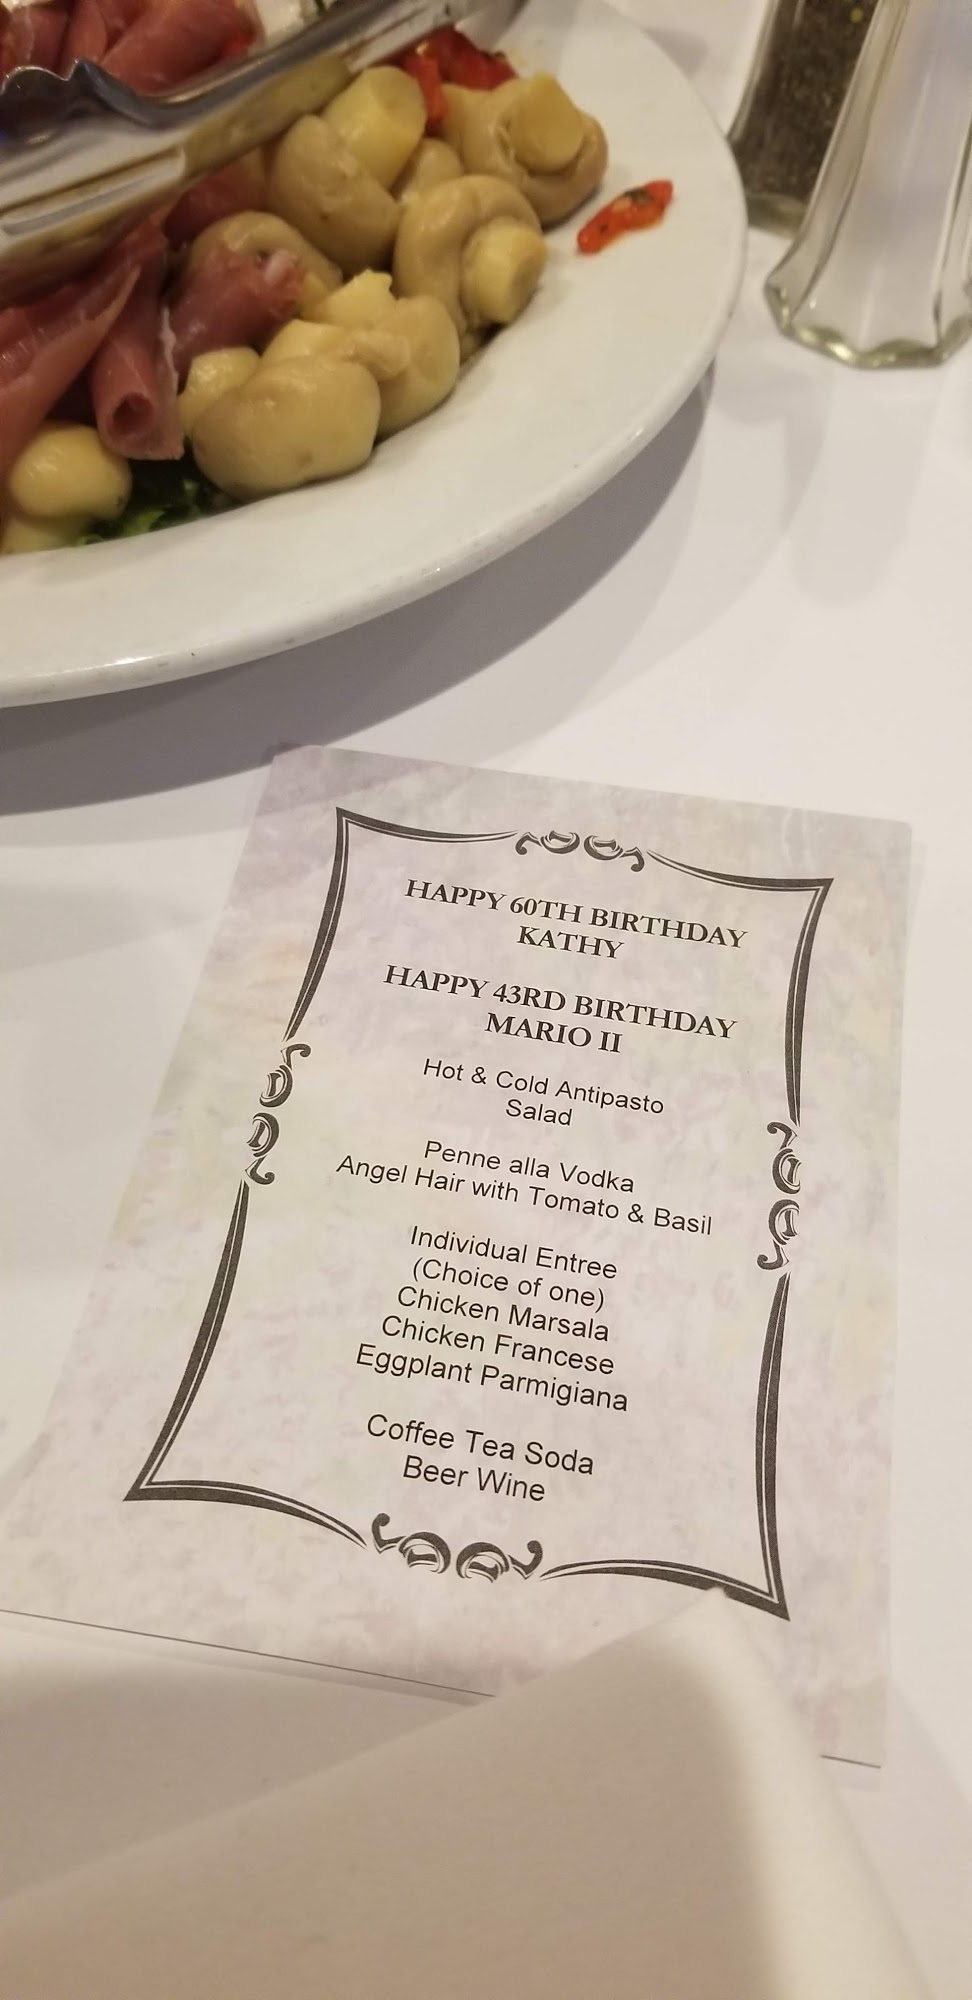 HAPPY 60TH BIRTHDAY
KATHY
HAPPY 43RD BIRTHDAY
MARIO II
Hot & Cold Antipasto
Salad
Penne alla Vodka
Angel Hair with Tomato & Basil
Individual Entree
(Choice of one)
Chicken Marsala
Chicken Francese
Eggplant Parmigiana
Coffee Tea Soda
Beer Wine